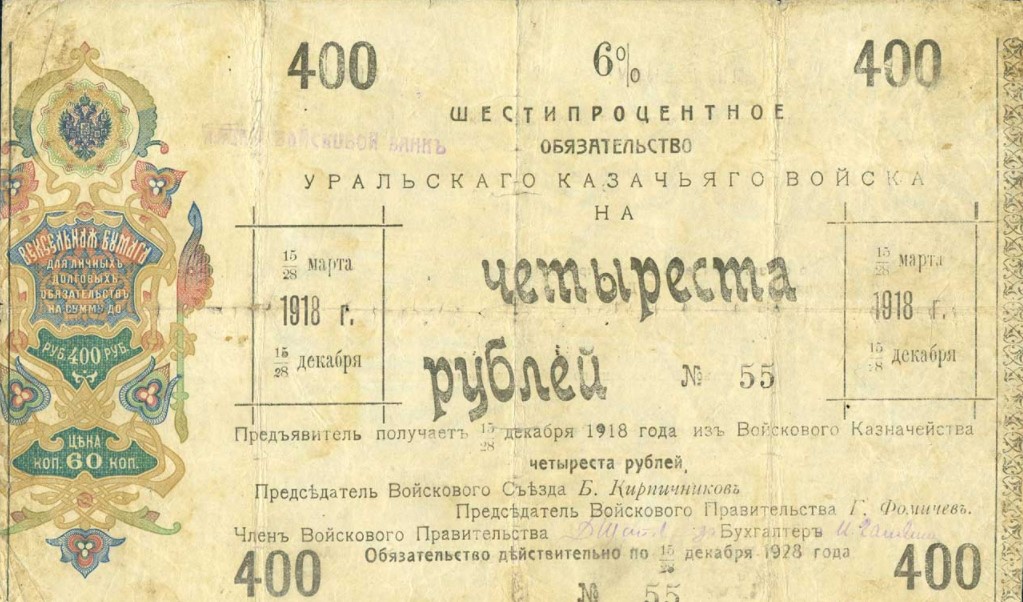 400 6% 400
ШЕСТИПРОЦЕНТНОЕ
ОБЯЗАТЕЛЬСТВО
УРАЛЬСКАГО КАЗАЧЬЯГО ВОЙСКА
НА
ВЕКСЕЛЬНАЯ БУМАГА
ДЛЯ ЛИЧНЫХЪ
ДОЛГОВЫХЪ
ОБЯЗАТЕЛЬСТВЪ
НА СУММУ ДО
РУБ. 400 РУБ.
ЦѢНА
КОП. 60 КОП.
15/28 марта
1918 г.
15/28 декабря
четыреста
рублей
№ 55
15/28 марта
1918 г.
15/28 декабря
Предъявитель получаетъ 15/28 декабря 1918 года изъ Войскового Казначейства
четыреста рублей.
Предсѣдатель Войскового Съѣзда Б. Кирпичниковъ
Предсѣдатель Войскового Правительства Г. Фомичевъ.
Членъ Войскового Правительства Бухгалтеръ
Обязательство дѣйствительно по 15/28 декабря 1928 года
400 № 55 400